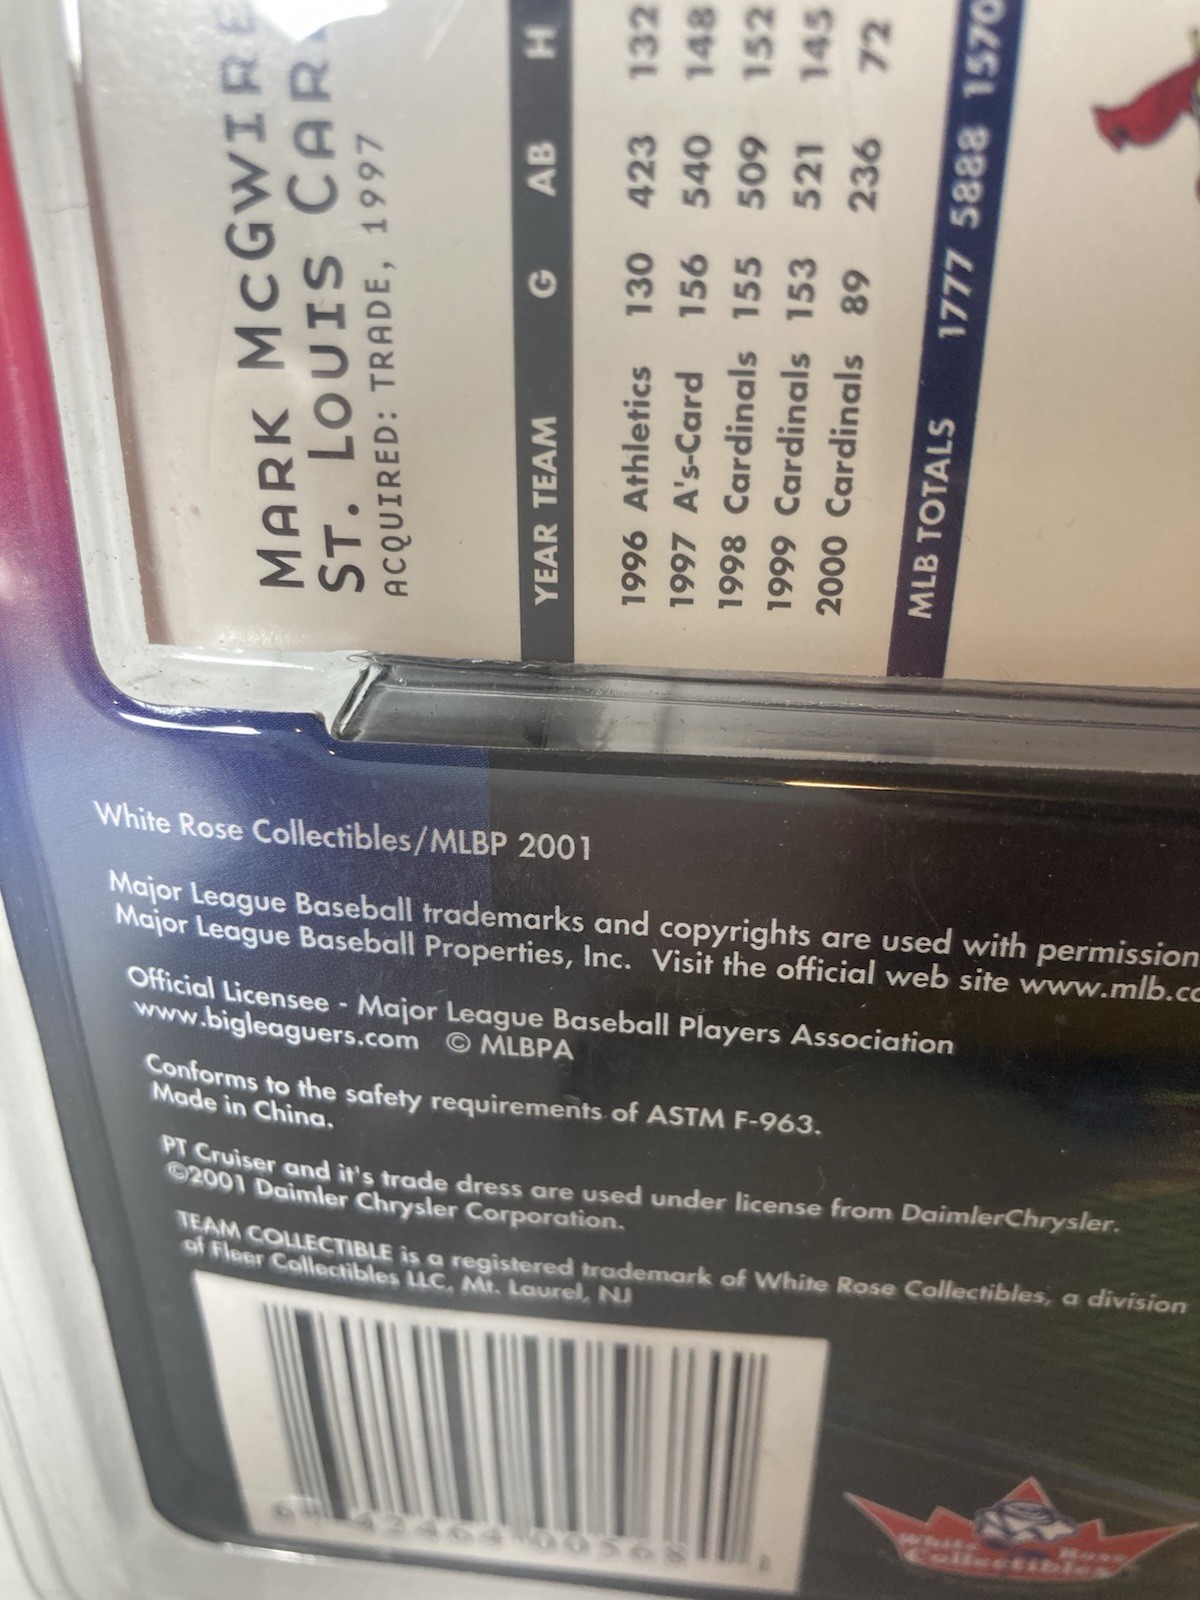 MARK McGWIRE
ST. LOUIS CAR
ACQUIRED: TRADE, 1997
YEAR TEAM G AB H
1996 Athletics 130 423 132
1997 A's-Card 156 540 148
1998 Cardinals 155 509 152
1999 Cardinals 153 521 145
2000 Cardinals 89 236 72
MLB TOTALS 1777 5888 1570
White Rose Collectibles/MLBP 2001
Major League Baseball trademarks and copyrights are used with permission
Major League Baseball Properties, Inc. Visit the official web site www.mlb.co
Official Licensee - Major League Baseball Players Association
www.bigleaguers.com © MLBPA
Conforms to the safety requirements of ASTM F-963.
Made in China.
PT Cruiser and it's trade dress are used under license from DaimlerChrysler.
©2001 Daimler Chrysler Corporation.
TEAM COLLECTIBLE is a registered trademark of White Rose Collectibles, a division
of Fleer Collectibles LLC, Mt. Laurel, NJ
White Rose
Collectibles